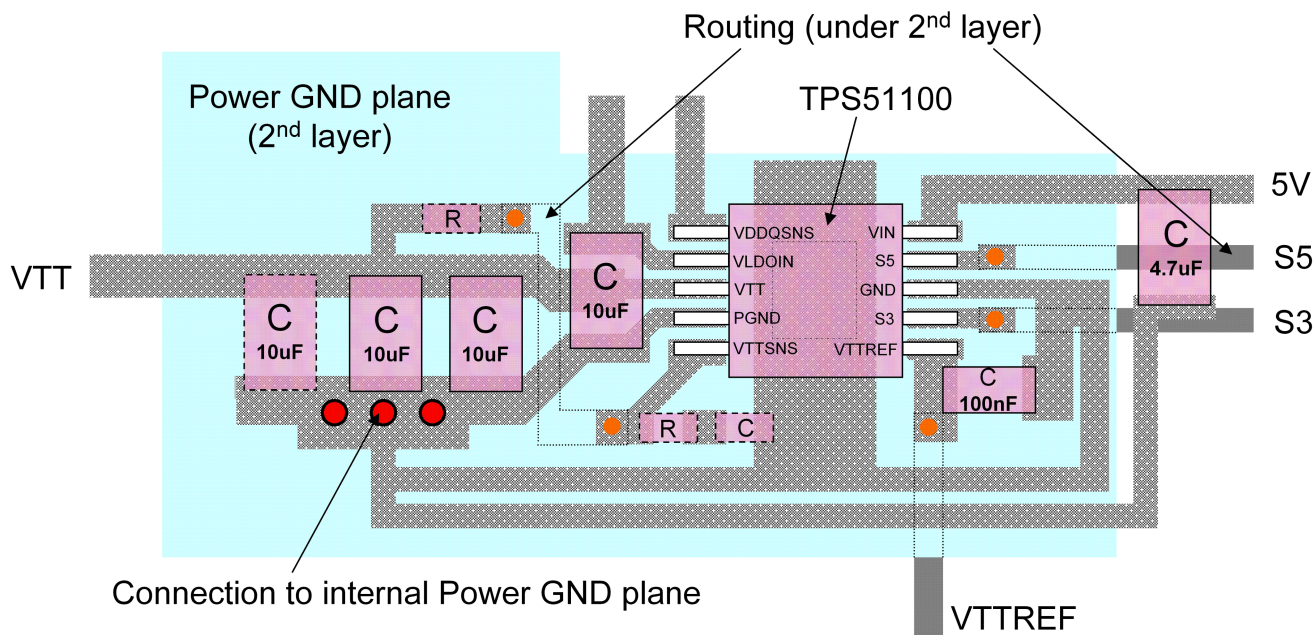 Routing (under 2nd layer)
Power GND plane
(2nd layer)
TPS51100
5V
S5
S3
VTT
R
C
10uF
C
10uF
C
10uF
C
10uF
VDDQSNS
VLDOIN
VTT
PGND
VTTSNS
VIN
S5
GND
S3
VTTREF
C
4.7uF
C
100nF
R
C
Connection to internal Power GND plane
VTTREF